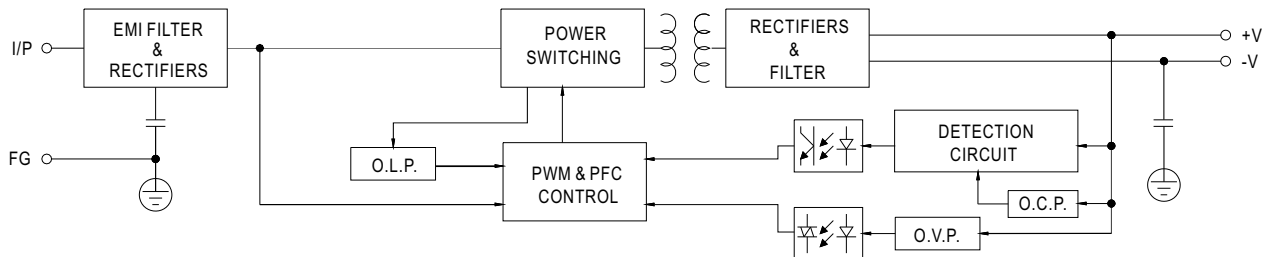 I/P
EMI FILTER
&
RECTIFIERS
POWER
SWITCHING
RECTIFIERS
&
FILTER
+V
-V
FG
O.L.P.
PWM & PFC
CONTROL
DETECTION
CIRCUIT
O.C.P.
O.V.P.